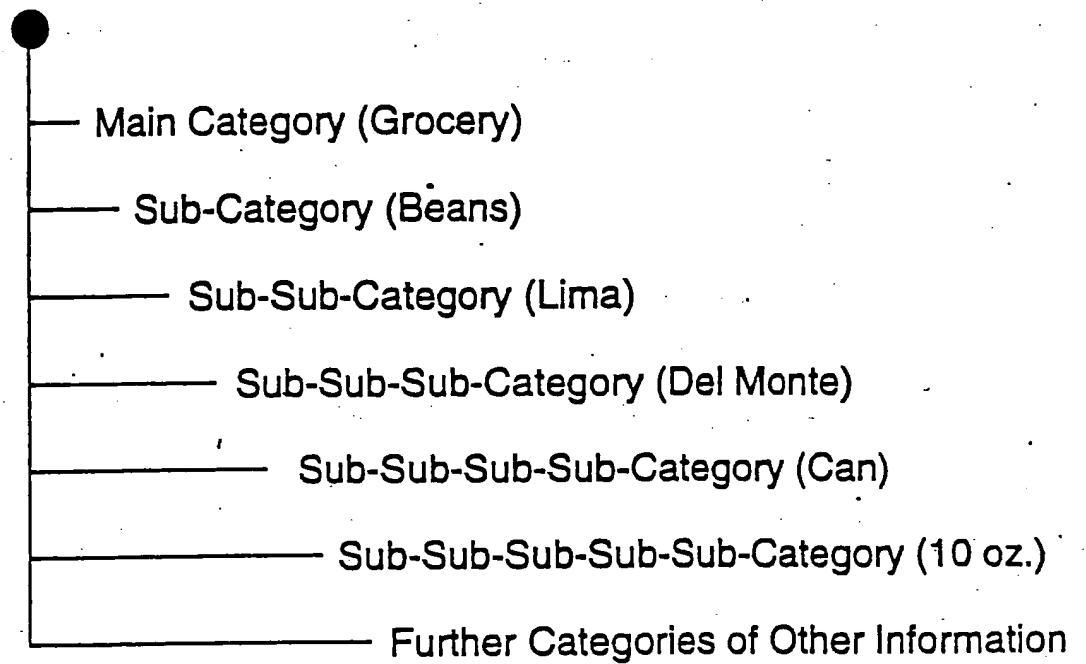 Main Category (Grocery)
Sub-Category (Beans)
Sub-Sub-Category (Lima)
Sub-Sub-Sub-Category (Del Monte)
Sub-Sub-Sub-Sub-Category (Can)
Sub-Sub-Sub-Sub-Sub-Category (10 oz.)
Further Categories of Other Information